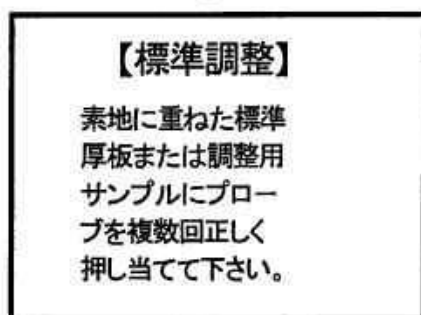 【標準調整】
素地に重ねた標準
厚板または調整用
サンプルにプロー
ブを複数回正しく
押し当てて下さい。